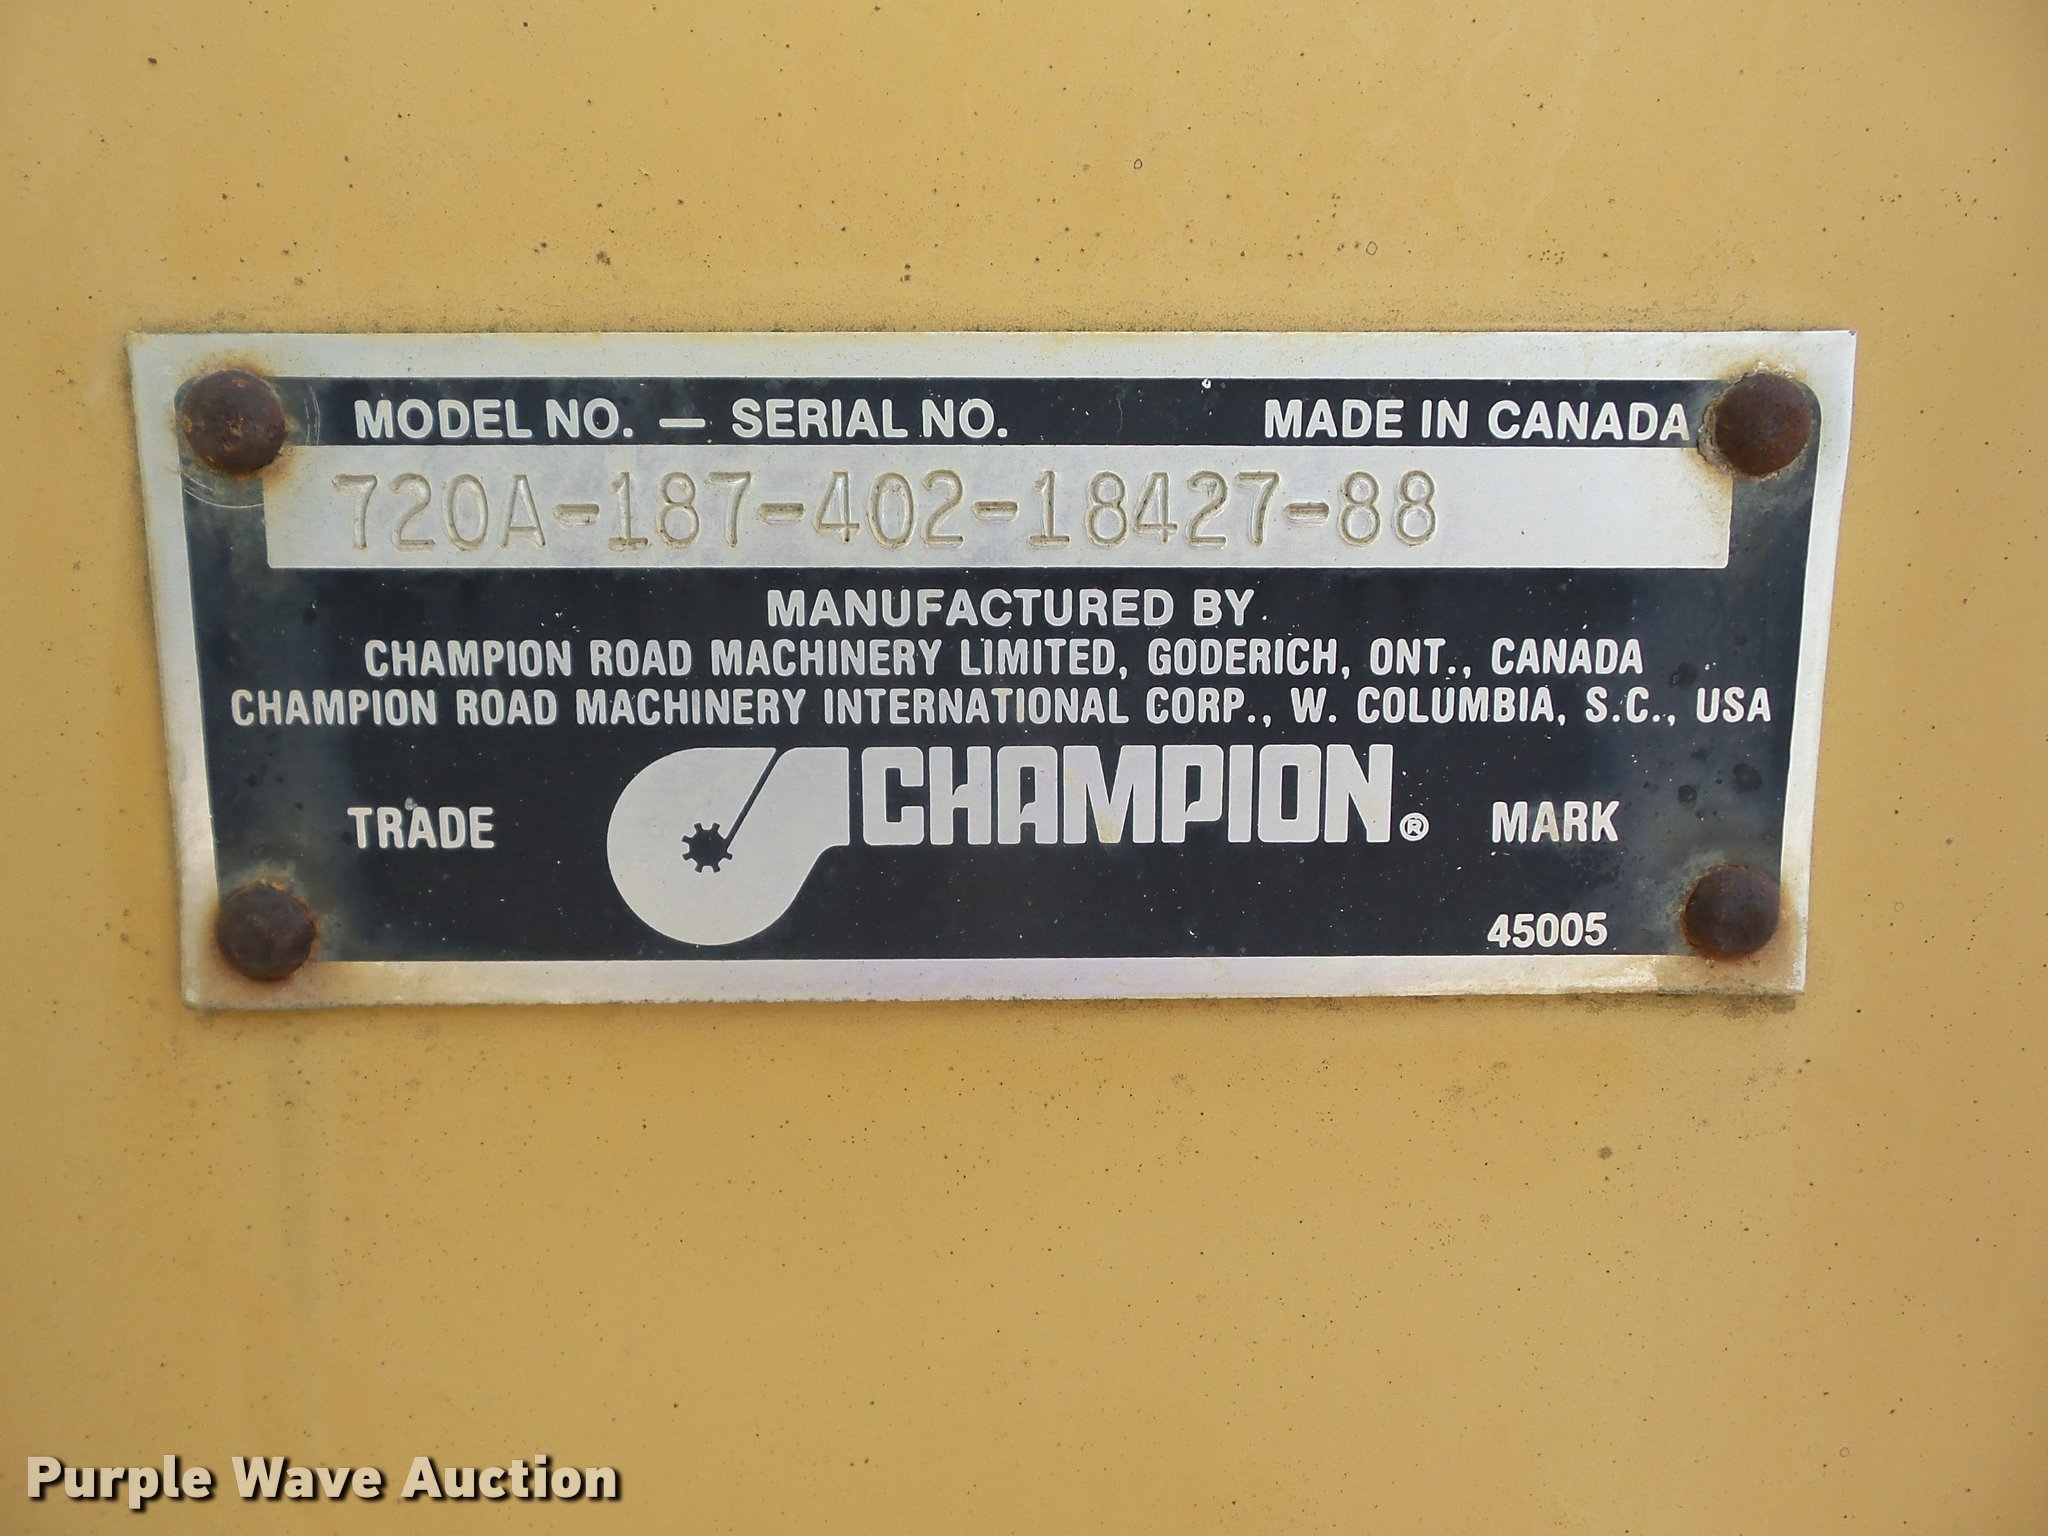 MODEL NO. — SERIAL NO. MADE IN CANADA
720A-187-402-18427-88
MANUFACTURED BY
CHAMPION ROAD MACHINERY LIMITED, GODERICH, ONT., CANADA
CHAMPION ROAD MACHINERY INTERNATIONAL CORP., W. COLUMBIA, S.C., USA
TRADE CHAMPION® MARK
45005
Purple Wave Auction